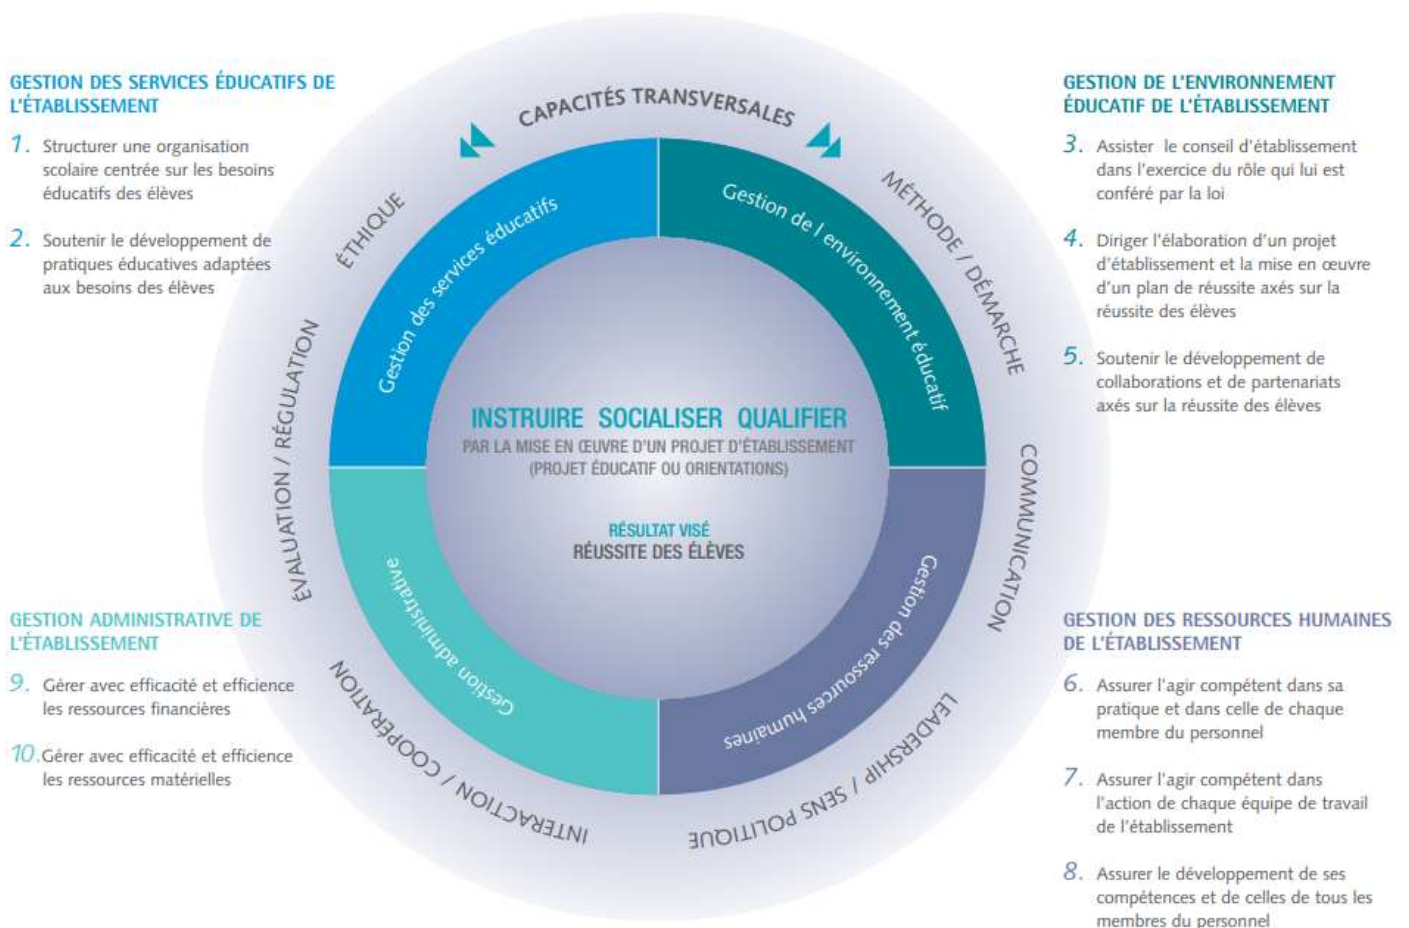 GESTION DES SERVICES ÉDUCATIFS DE
L'ÉTABLISSEMENT
1. Structurer une organisation
scolaire centrée sur les besoins
éducatifs des élèves
2. Soutenir le développement de
pratiques éducatives adaptées
aux besoins des élèves
GESTION ADMINISTRATIVE DE
L'ÉTABLISSEMENT
9. Gérer avec efficacité et efficience
les ressources financières
10. Gérer avec efficacité et efficience
les ressources matérielles
CAPACITÉS TRANSVERSALES
MÉTHODE / DÉMARCHE
COMMUNICATION
LEADERSHIP / SENS POLITIQUE
INTERACTION / COOPÉRATION
ÉVALUATION / RÉGULATION
ÉTHIQUE
Gestion des services éducatifs
Gestion de l environnement éducatif
Gestion des ressources humaines
Gestion administrative
INSTRUIRE SOCIALISER QUALIFIER
PAR LA MISE EN ŒUVRE D'UN PROJET D'ÉTABLISSEMENT
(PROJET ÉDUCATIF OU ORIENTATIONS)
RÉSULTAT VISÉ
RÉUSSITE DES ÉLÈVES
GESTION DE L'ENVIRONNEMENT
ÉDUCATIF DE L'ÉTABLISSEMENT
3. Assister le conseil d'établissement
dans l'exercice du rôle qui lui est
conféré par la loi
4. Diriger l'élaboration d'un projet
d'établissement et la mise en œuvre
d'un plan de réussite axés sur la
réussite des élèves
5. Soutenir le développement de
collaborations et de partenariats
axés sur la réussite des élèves
GESTION DES RESSOURCES HUMAINES
DE L'ÉTABLISSEMENT
6. Assurer l'agir compétent dans sa
pratique et dans celle de chaque
membre du personnel
7. Assurer l'agir compétent dans
l'action de chaque équipe de travail
de l'établissement
8. Assurer le développement de ses
compétences et de celles de tous les
membres du personnel